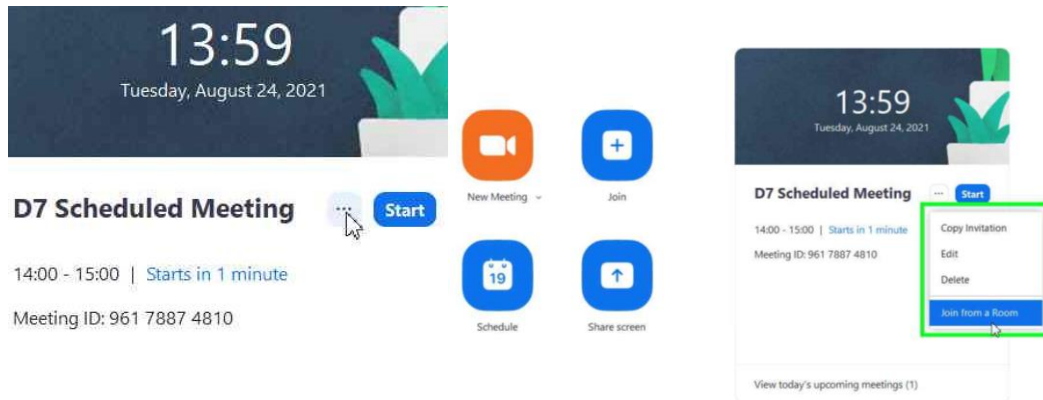 13:59
Tuesday, August 24, 2021
D7 Scheduled Meeting ... Start
14:00 - 15:00 | Starts in 1 minute
Meeting ID: 961 7887 4810
New Meeting
Join
19
Schedule
Share screen
13:59
Tuesday, August 24, 2021
D7 Scheduled Meeting ... Start
14:00 - 15:00 | Starts in 1 minute
Meeting ID: 961 7887 4810
Copy Invitation
Edit
Delete
Join from a Room
View today's upcoming meetings (1)